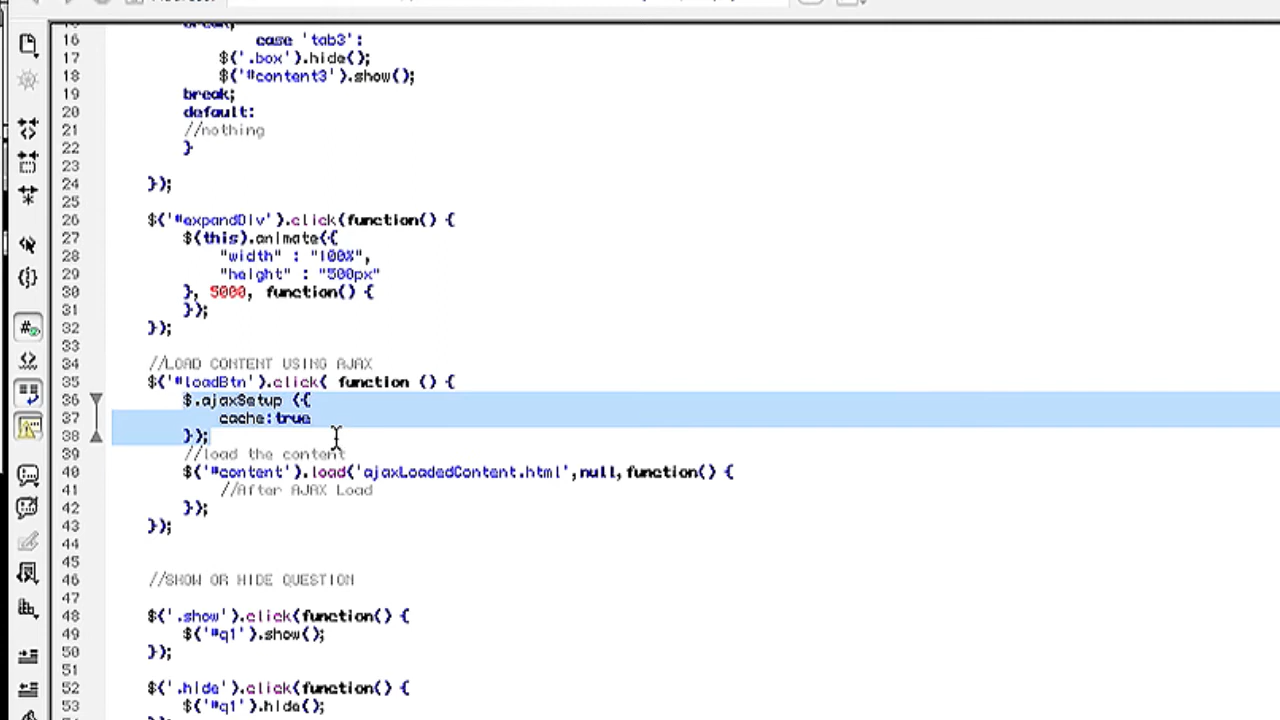 break;
16 case 'tab3':
17 $('.box').hide();
18 $('#content3').show();
19 break;
20 default:
21 //nothing
22 }
23
24 });
25
26 $('#expandDiv').click(function() {
27 $(this).animate({
28 "width" : "100%",
29 "height" : "500px"
30 }, 5000, function() {
31 });
32 });
33
34 //LOAD CONTENT USING AJAX
35 $('#loadBtn').click( function () {
36 $.ajaxSetup ({
37 cache:true
38 });
39 //load the content
40 $('#content').load('ajaxLoadedContent.html',null,function() {
41 //After AJAX Load
42 });
43 });
44
45
46 //SHOW OR HIDE QUESTION
47
48 $('.show').click(function() {
49 $('#q1').show();
50 });
51
52 $('.hide').click(function() {
53 $('#q1').hide();